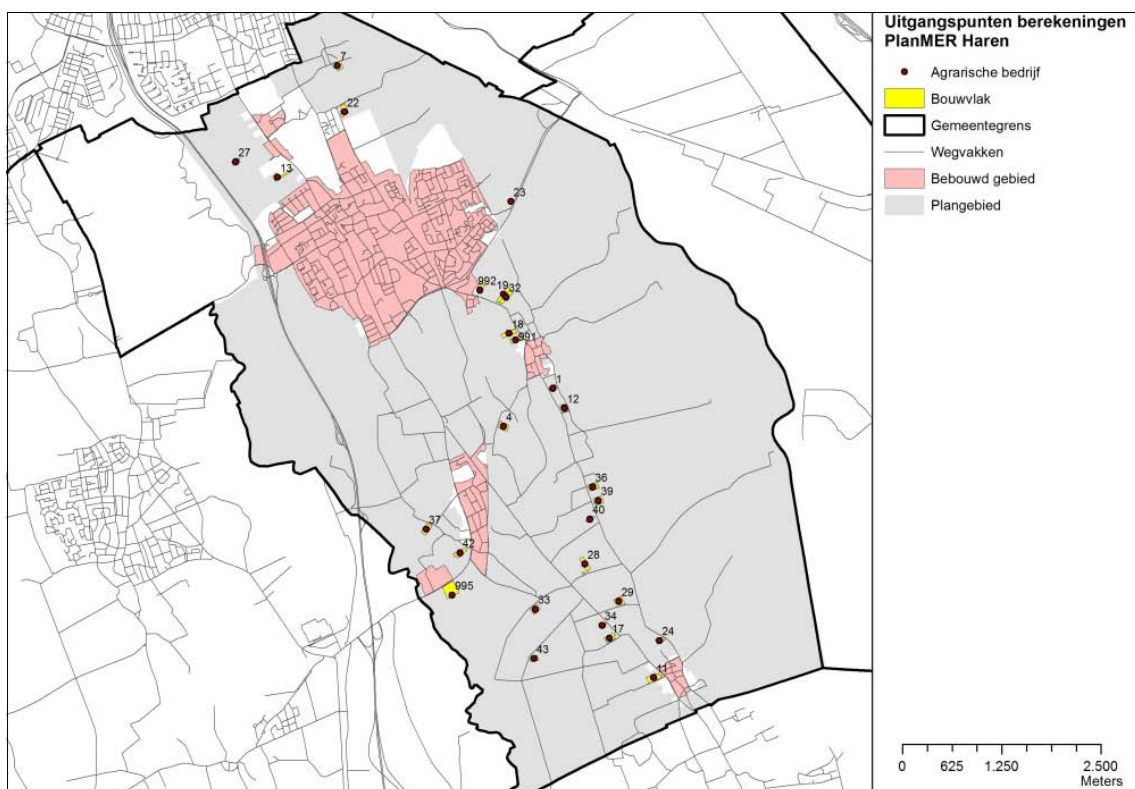 Uitgangspunten berekeningen
PlanMER Haren
Agrarische bedrijf
Bouwvlak
Gemeentegrens
Wegvakken
Bebouwd gebied
Plangebied
7
22
27
13
23
992
19
32
18
991
1
12
4
36
39
40
37
42
28
995
29
33
34
17
24
43
11
0 625 1.250 2.500
Meters